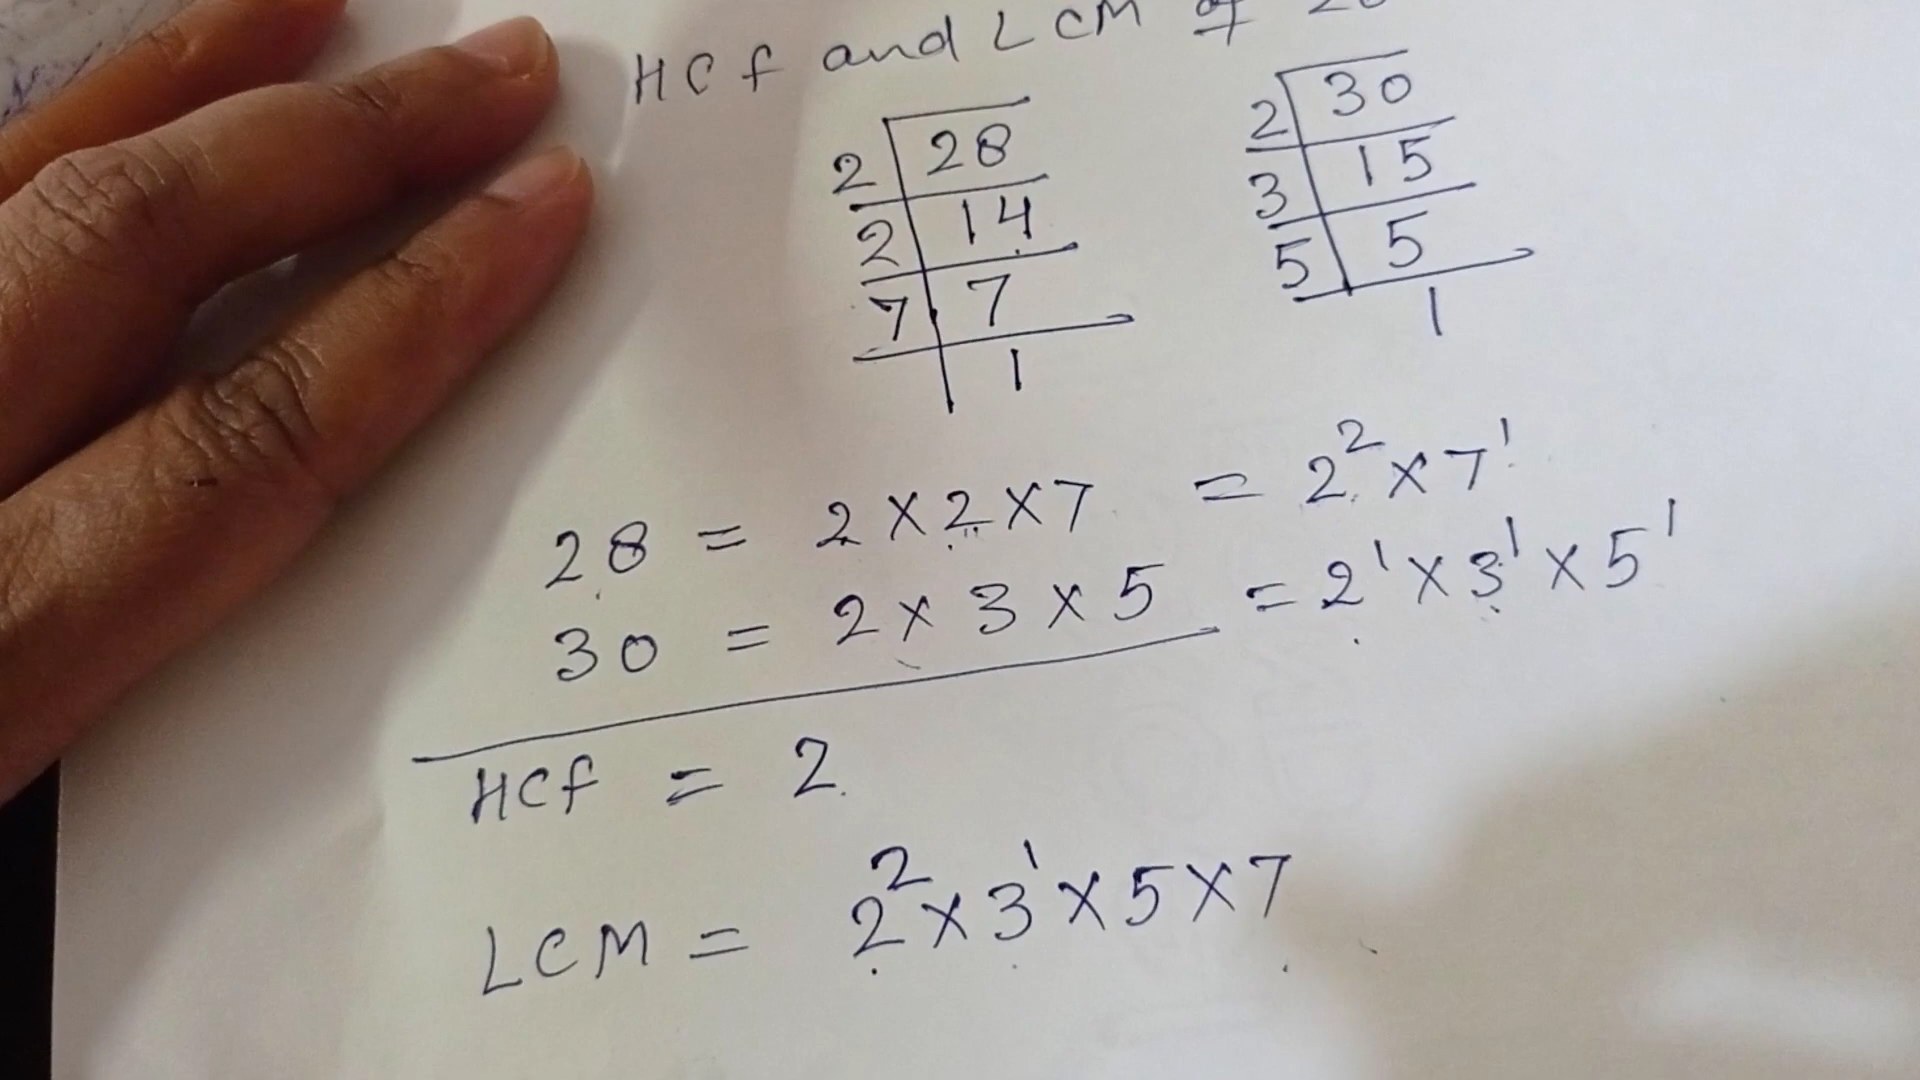 HCF and LCM of
2 28
2 14
7 7
1
2 30
3 15
5 5
1
28 = 2 × 2 × 7 = 2² × 7¹
30 = 2 × 3 × 5 = 2¹ × 3¹ × 5¹
HCF = 2
LCM = 2² × 3¹ × 5 × 7